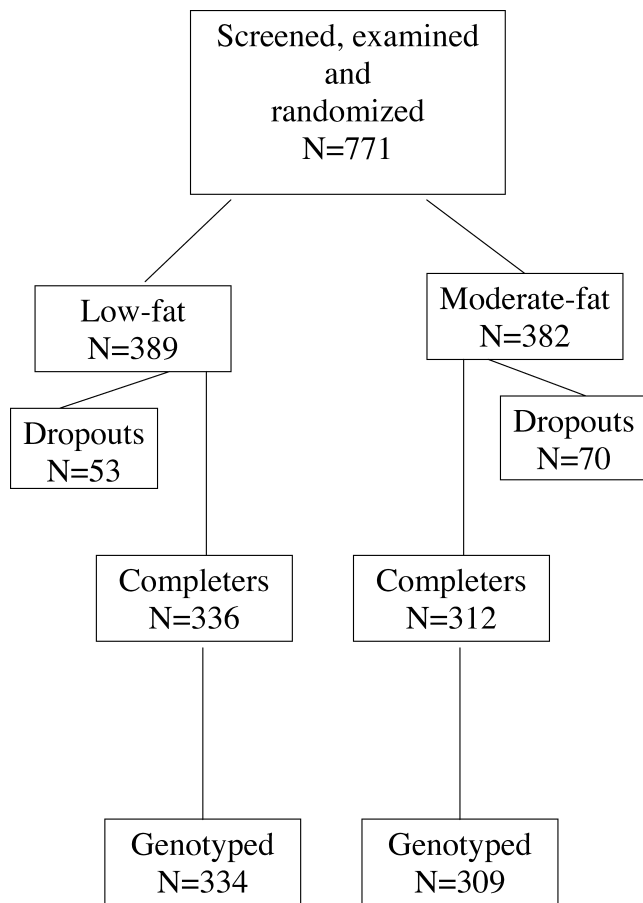 Screened, examined
and
randomized
N=771
Low-fat
N=389
Moderate-fat
N=382
Dropouts
N=53
Dropouts
N=70
Completers
N=336
Completers
N=312
Genotyped
N=334
Genotyped
N=309